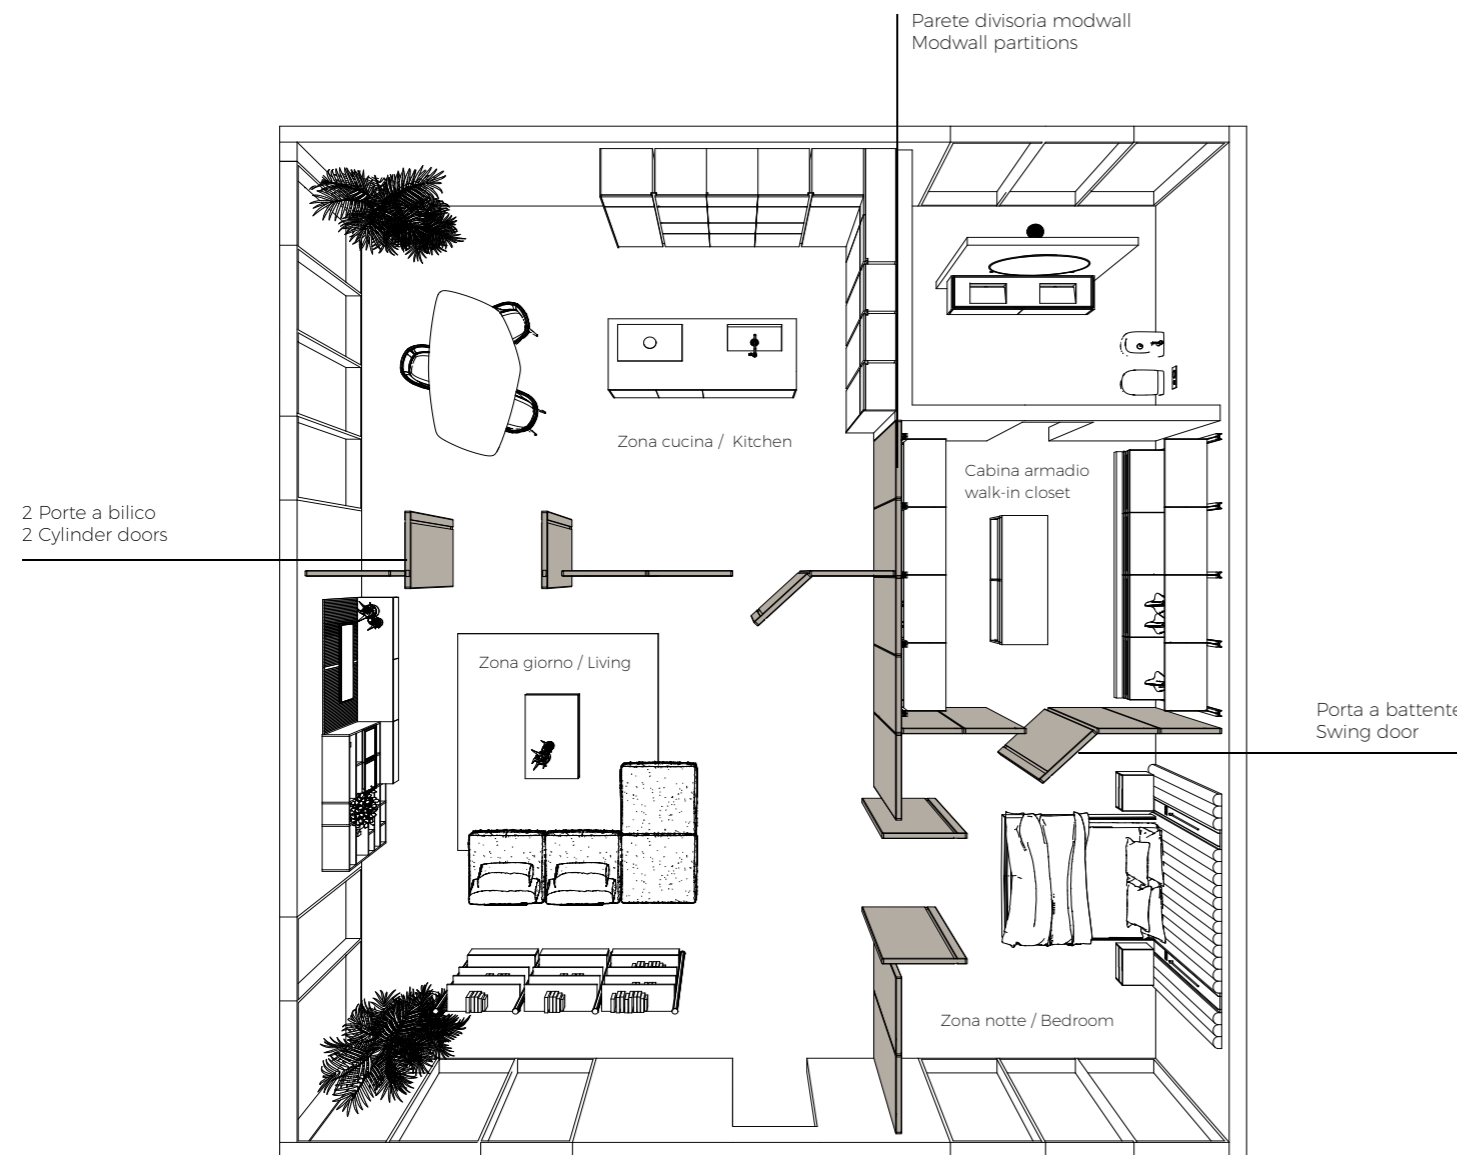 Parete divisoria modwall
Modwall partitions
Zona cucina / Kitchen
Cabina armadio
walk-in closet
2 Porte a bilico
2 Cylinder doors
Zona giorno / Living
Porta a battente
Swing door
Zona notte / Bedroom